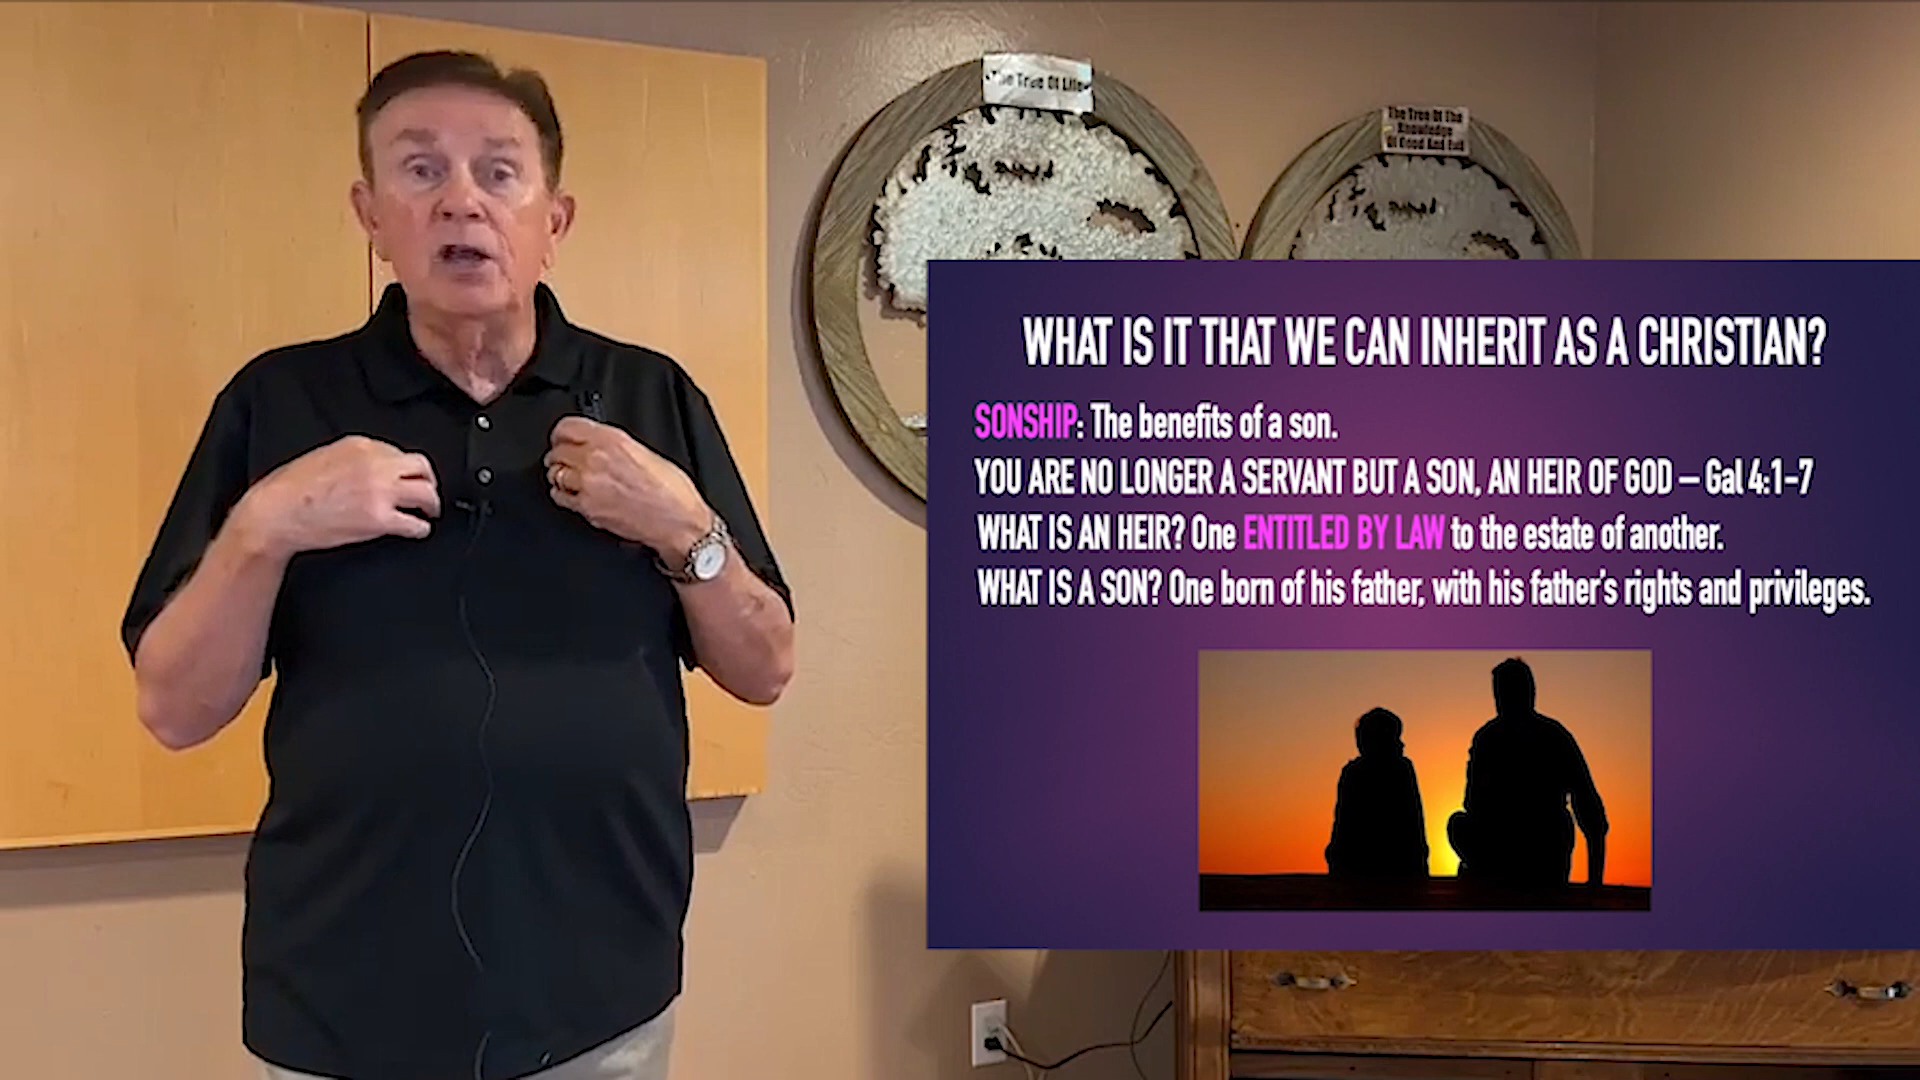 The Tree Of Life
The Tree Of The
Knowledge
Of Good And Evil
WHAT IS IT THAT WE CAN INHERIT AS A CHRISTIAN?
SONSHIP: The benefits of a son.
YOU ARE NO LONGER A SERVANT BUT A SON, AN HEIR OF GOD – Gal 4:1-7
WHAT IS AN HEIR? One ENTITLED BY LAW to the estate of another.
WHAT IS A SON? One born of his father, with his father's rights and privileges.